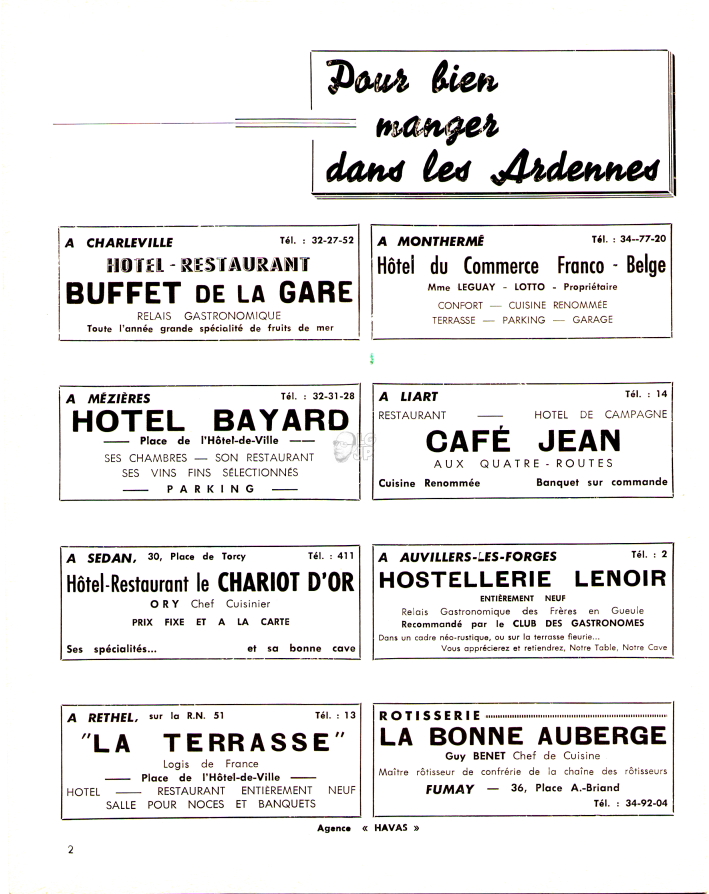 Pour bien
manger
dans les Ardennes
A CHARLEVILLE Tél. : 32-27-52
HOTEL - RESTAURANT
BUFFET DE LA GARE
RELAIS GASTRONOMIQUE
Toute l'année grande spécialité de fruits de mer
A MONTHERMÉ Tél. : 34--77-20
Hôtel du Commerce Franco - Belge
Mme LEGUAY - LOTTO - Propriétaire
CONFORT — CUISINE RENOMMÉE
TERRASSE — PARKING — GARAGE
A MÉZIÈRES Tél. : 32-31-28
HOTEL BAYARD
— Place de l'Hôtel-de-Ville —
SES CHAMBRES — SON RESTAURANT
SES VINS FINS SÉLECTIONNÉS
— PARKING —
A LIART Tél. : 14
RESTAURANT — HOTEL DE CAMPAGNE
CAFÉ JEAN
AUX QUATRE - ROUTES
Cuisine Renommée Banquet sur commande
A SEDAN, 30, Place de Torcy Tél. : 411
Hôtel-Restaurant le CHARIOT D'OR
ORY Chef Cuisinier
PRIX FIXE ET A LA CARTE
Ses spécialités... et sa bonne cave
A AUVILLERS-LES-FORGES Tél. : 2
HOSTELLERIE LENOIR
ENTIÈREMENT NEUF
Relais Gastronomique des Frères en Gueule
Recommandé par le CLUB DES GASTRONOMES
Dans un cadre néo-rustique, ou sur la terrasse fleurie...
Vous apprécierez et retiendrez, Notre Table, Notre Cave
A RETHEL, sur la R.N. 51 Tél. : 13
"LA TERRASSE"
Logis de France
— Place de l'Hôtel-de-Ville —
HOTEL — RESTAURANT ENTIÈREMENT NEUF
SALLE POUR NOCES ET BANQUETS
ROTISSERIE
LA BONNE AUBERGE
Guy BENET Chef de Cuisine
Maître rôtisseur de confrérie de la chaîne des rôtisseurs
FUMAY — 36, Place A.-Briand
Tél. : 34-92-04
Agence « HAVAS »
2